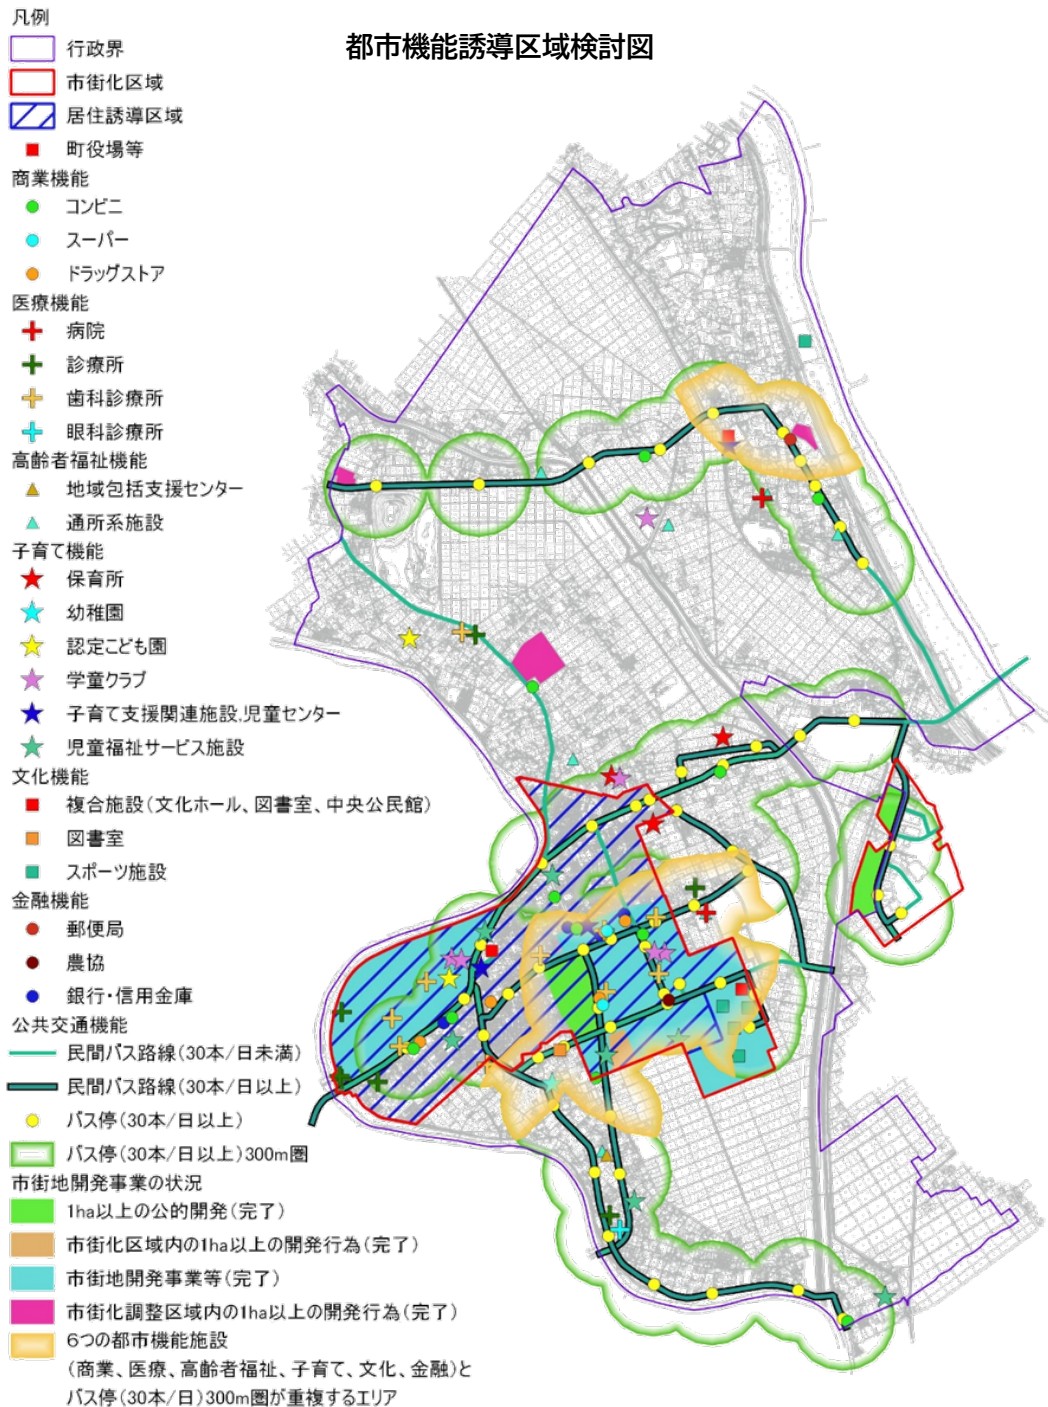 都市機能誘導区域検討図
凡例
行政界
市街化区域
居住誘導区域
町役場等
商業機能
コンビニ
スーパー
ドラッグストア
医療機能
病院
診療所
歯科診療所
眼科診療所
高齢者福祉機能
地域包括支援センター
通所系施設
子育て機能
保育所
幼稚園
認定こども園
学童クラブ
子育て支援関連施設,児童センター
児童福祉サービス施設
文化機能
複合施設(文化ホール、図書室、中央公民館)
図書室
スポーツ施設
金融機能
郵便局
農協
銀行・信用金庫
公共交通機能
民間バス路線(30本/日未満)
民間バス路線(30本/日以上)
バス停(30本/日以上)
バス停(30本/日以上)300m圏
市街地開発事業の状況
1ha以上の公的開発(完了)
市街化区域内の1ha以上の開発行為(完了)
市街地開発事業等(完了)
市街化調整区域内の1ha以上の開発行為(完了)
6つの都市機能施設
(商業、医療、高齢者福祉、子育て、文化、金融)と
バス停(30本/日)300m圏が重複するエリア